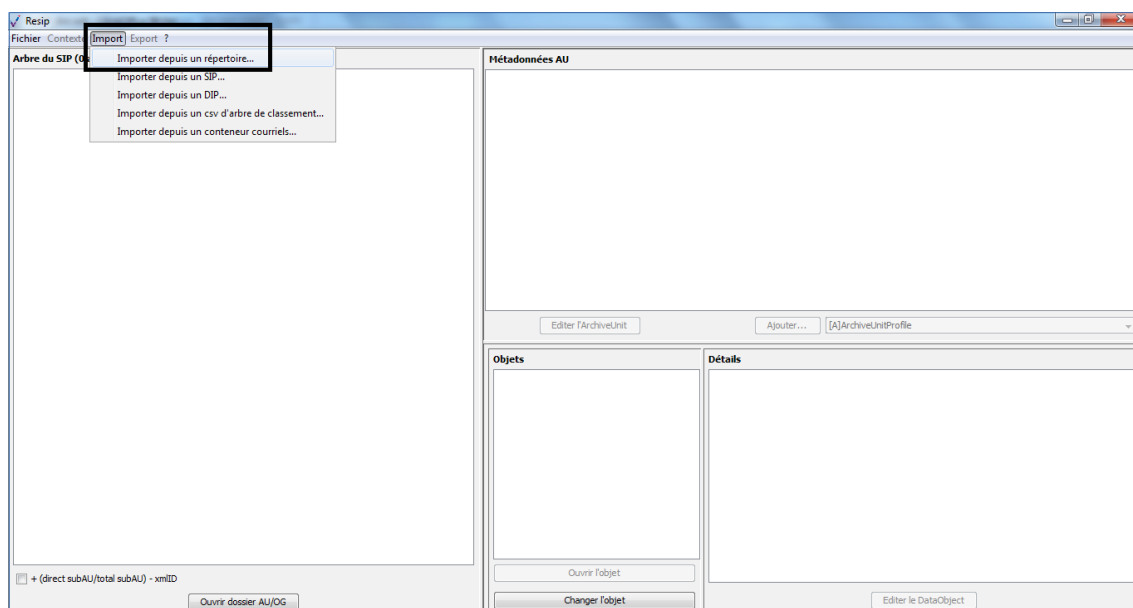 Resip
Fichier Contexte Import Export ?
Arbre du SIP (0
Importer depuis un répertoire...
Importer depuis un SIP...
Importer depuis un DIP...
Importer depuis un csv d'arbre de classement...
Importer depuis un conteneur courriels...
+ (direct subAU/total subAU) - xmlID
Ouvrir dossier AU/OG
Métadonnées AU
Editer l'ArchiveUnit
Ajouter...
[A]ArchiveUnitProfile
Objets
Ouvrir l'objet
Changer l'objet
Détails
Editer le DataObject